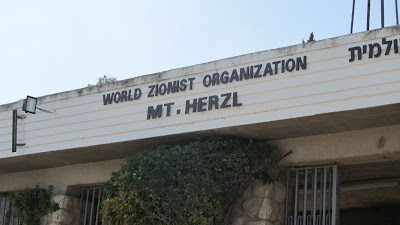 WORLD ZIONIST ORGANIZATION
MT. HERZL